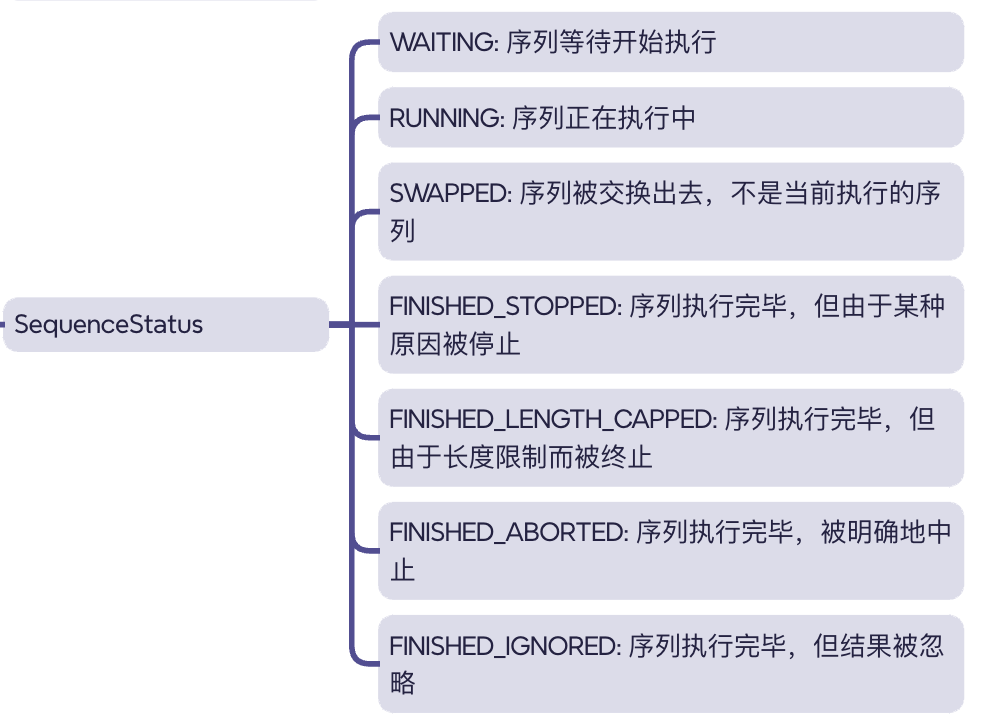 WAITING: 序列等待开始执行
RUNNING: 序列正在执行中
SWAPPED: 序列被交换出去，不是当前执行的序
列
SequenceStatus
FINISHED_STOPPED: 序列执行完毕，但由于某种
原因被停止
FINISHED_LENGTH_CAPPED: 序列执行完毕，但
由于长度限制而被终止
FINISHED_ABORTED: 序列执行完毕，被明确地中
止
FINISHED_IGNORED: 序列执行完毕，但结果被忽
略